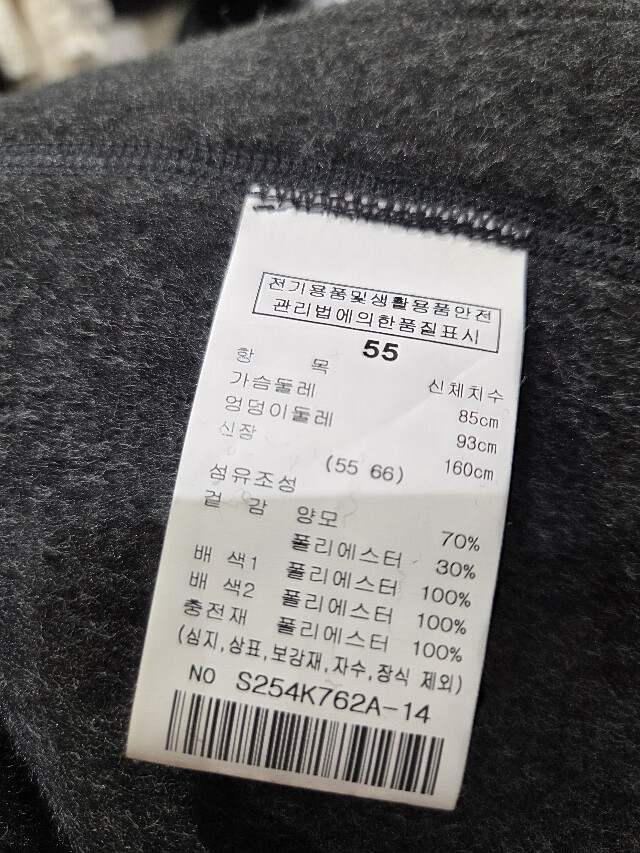 전기용품및생활용품안전
관리법에의한품질표시
55
항 목 신체치수
가슴둘레 85cm
엉덩이둘레 93cm
신장 160cm
(55 66)
섬유조성
겉 감 양모 70%
폴리에스터 30%
배 색1 폴리에스터 100%
배 색2 폴리에스터 100%
충전재 폴리에스터 100%
(심지,상표,보강재,자수,장식 제외)
NO S254K762A-14